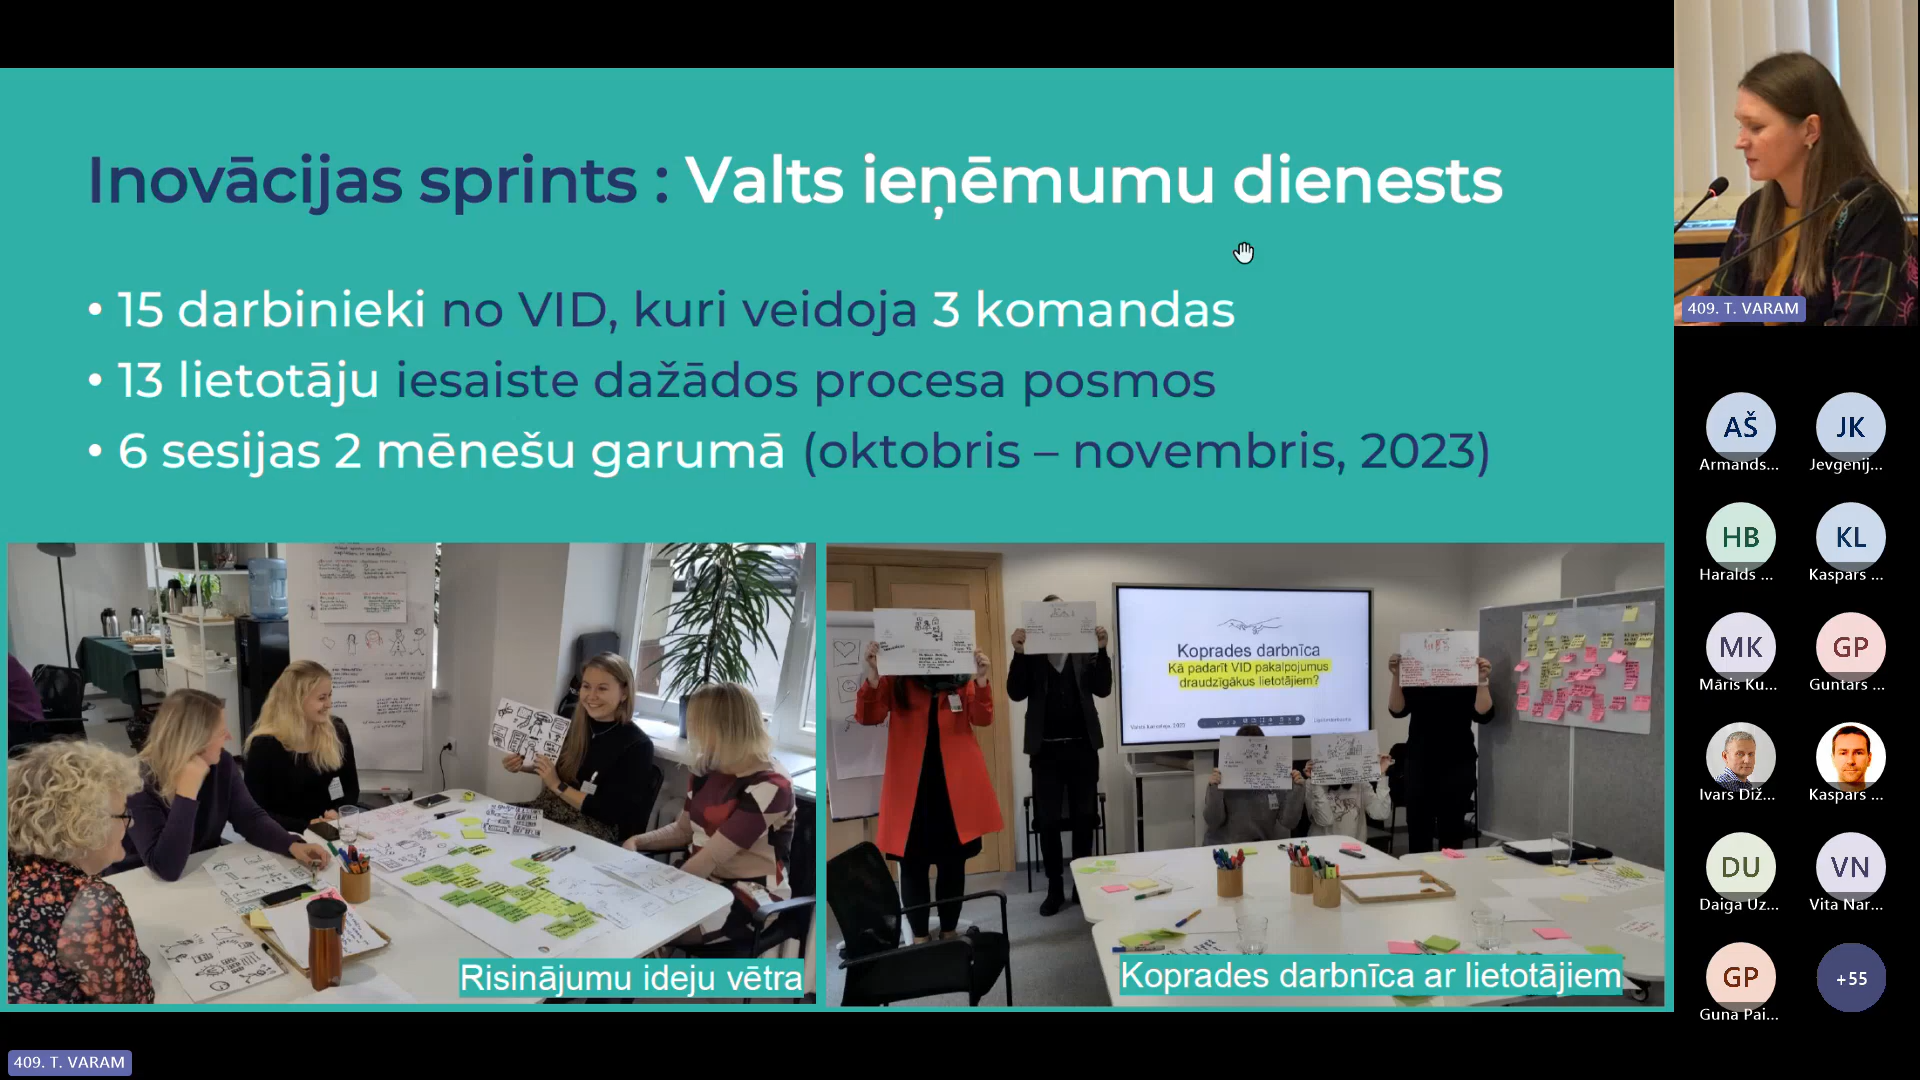 Inovācijas sprints : Valts ieņēmumu dienests
• 15 darbinieki no VID, kuri veidoja 3 komandas
• 13 lietotāju iesaiste dažādos procesa posmos
• 6 sesijas 2 mēnešu garumā (oktobris – novembris, 2023)
Koprades darbnīca
Kā padarīt VID pakalpojumus
draudzīgākus lietotājiem?
Risinājumu ideju vētra
Koprades darbnīca ar lietotājiem
409. T. VARAM
409. T. VARAM
AŠ
Armands...
JK
Jevgenij...
HB
Haralds ...
KL
Kaspars ...
MK
Māris Ku...
GP
Guntars ...
Ivars Diž...
Kaspars ...
DU
Daiga Uz...
VN
Vita Nar...
GP
Guna Pai...
+55